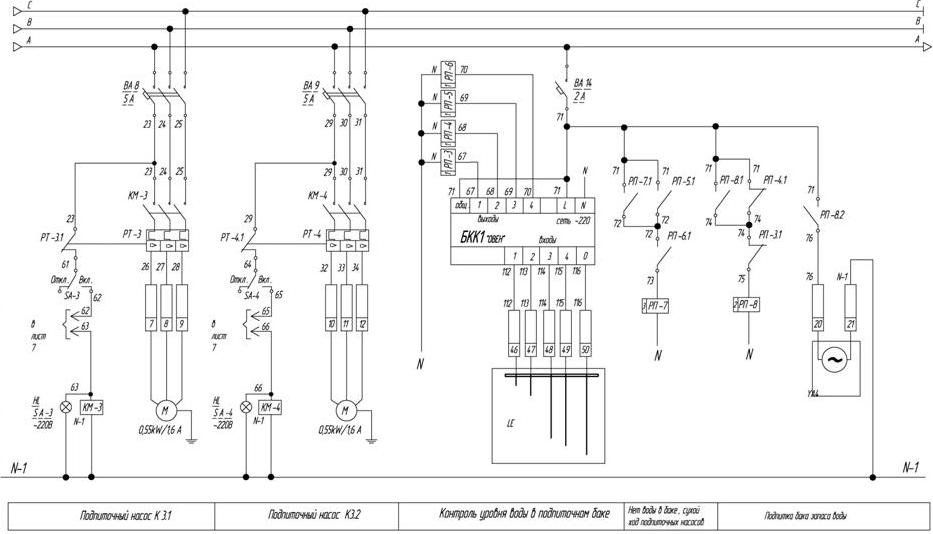 C C
B B
A A
ВА 8
5 А
23 24 25
ВА 9
5 А
29 30 31
N РП-6 70
N РП-5 69
N РП-4 68
N РП-3 67
ВА 14
2 А
71
N
23 24 25
29 30 31
КМ-3
КМ-4
71 67 68 69 70 71
общ 1 2 3 4 L N
выходы сеть ~220
БКК1 "ОВЕН" входы
1 2 3 4 0
112 113 114 115 116
71 71
РП-7.1 РП-5.1
72 72
РП-6.1
73
3 РП-7
N
71 71
РП-8.1 РП-4.1
74 74
74 РП-3.1
75
2 РП-8
N
71
РП-8.2
76
76 N-1
20 21
УА4
23
РТ-3.1 РТ-3
61
Откл. Вкл.
SA-3
62
62
63
в
лист
7
26 27 28
7 8 9
63
HL
SA-3
~220В
КМ-3
N-1
M
0,55kW/1,6 A
29
РТ-4.1 РТ-4
64
Откл. Вкл.
SA-4
65
65
66
в
лист
7
32 33 34
10 11 12
66
HL
SA-4
~220В
КМ-4
N-1
M
0,55kW/1,6 A
N
112 113 114 115 116
46 47 48 49 50
LE
N-1 N-1
Подпиточный насос К 3.1
Подпиточный насос К3.2
Контроль уровня воды в подпиточном баке
Нет воды в баке, сухой
ход подпиточных насосов
Подпитка бака запаса воды